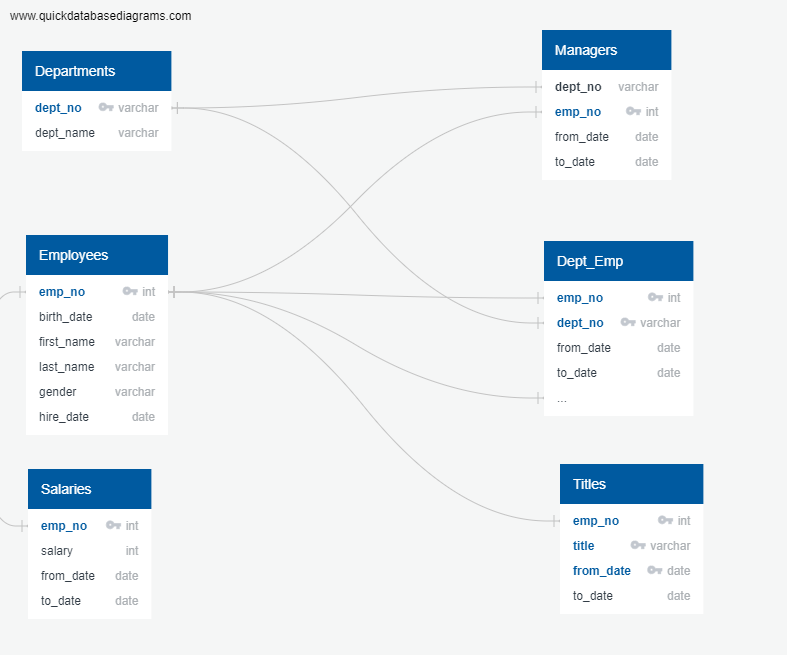 www.quickdatabasediagrams.com
Departments
dept_no varchar
dept_name varchar
Managers
dept_no varchar
emp_no int
from_date date
to_date date
Employees
emp_no int
birth_date date
first_name varchar
last_name varchar
gender varchar
hire_date date
Dept_Emp
emp_no int
dept_no varchar
from_date date
to_date date
...
Salaries
emp_no int
salary int
from_date date
to_date date
Titles
emp_no int
title varchar
from_date date
to_date date